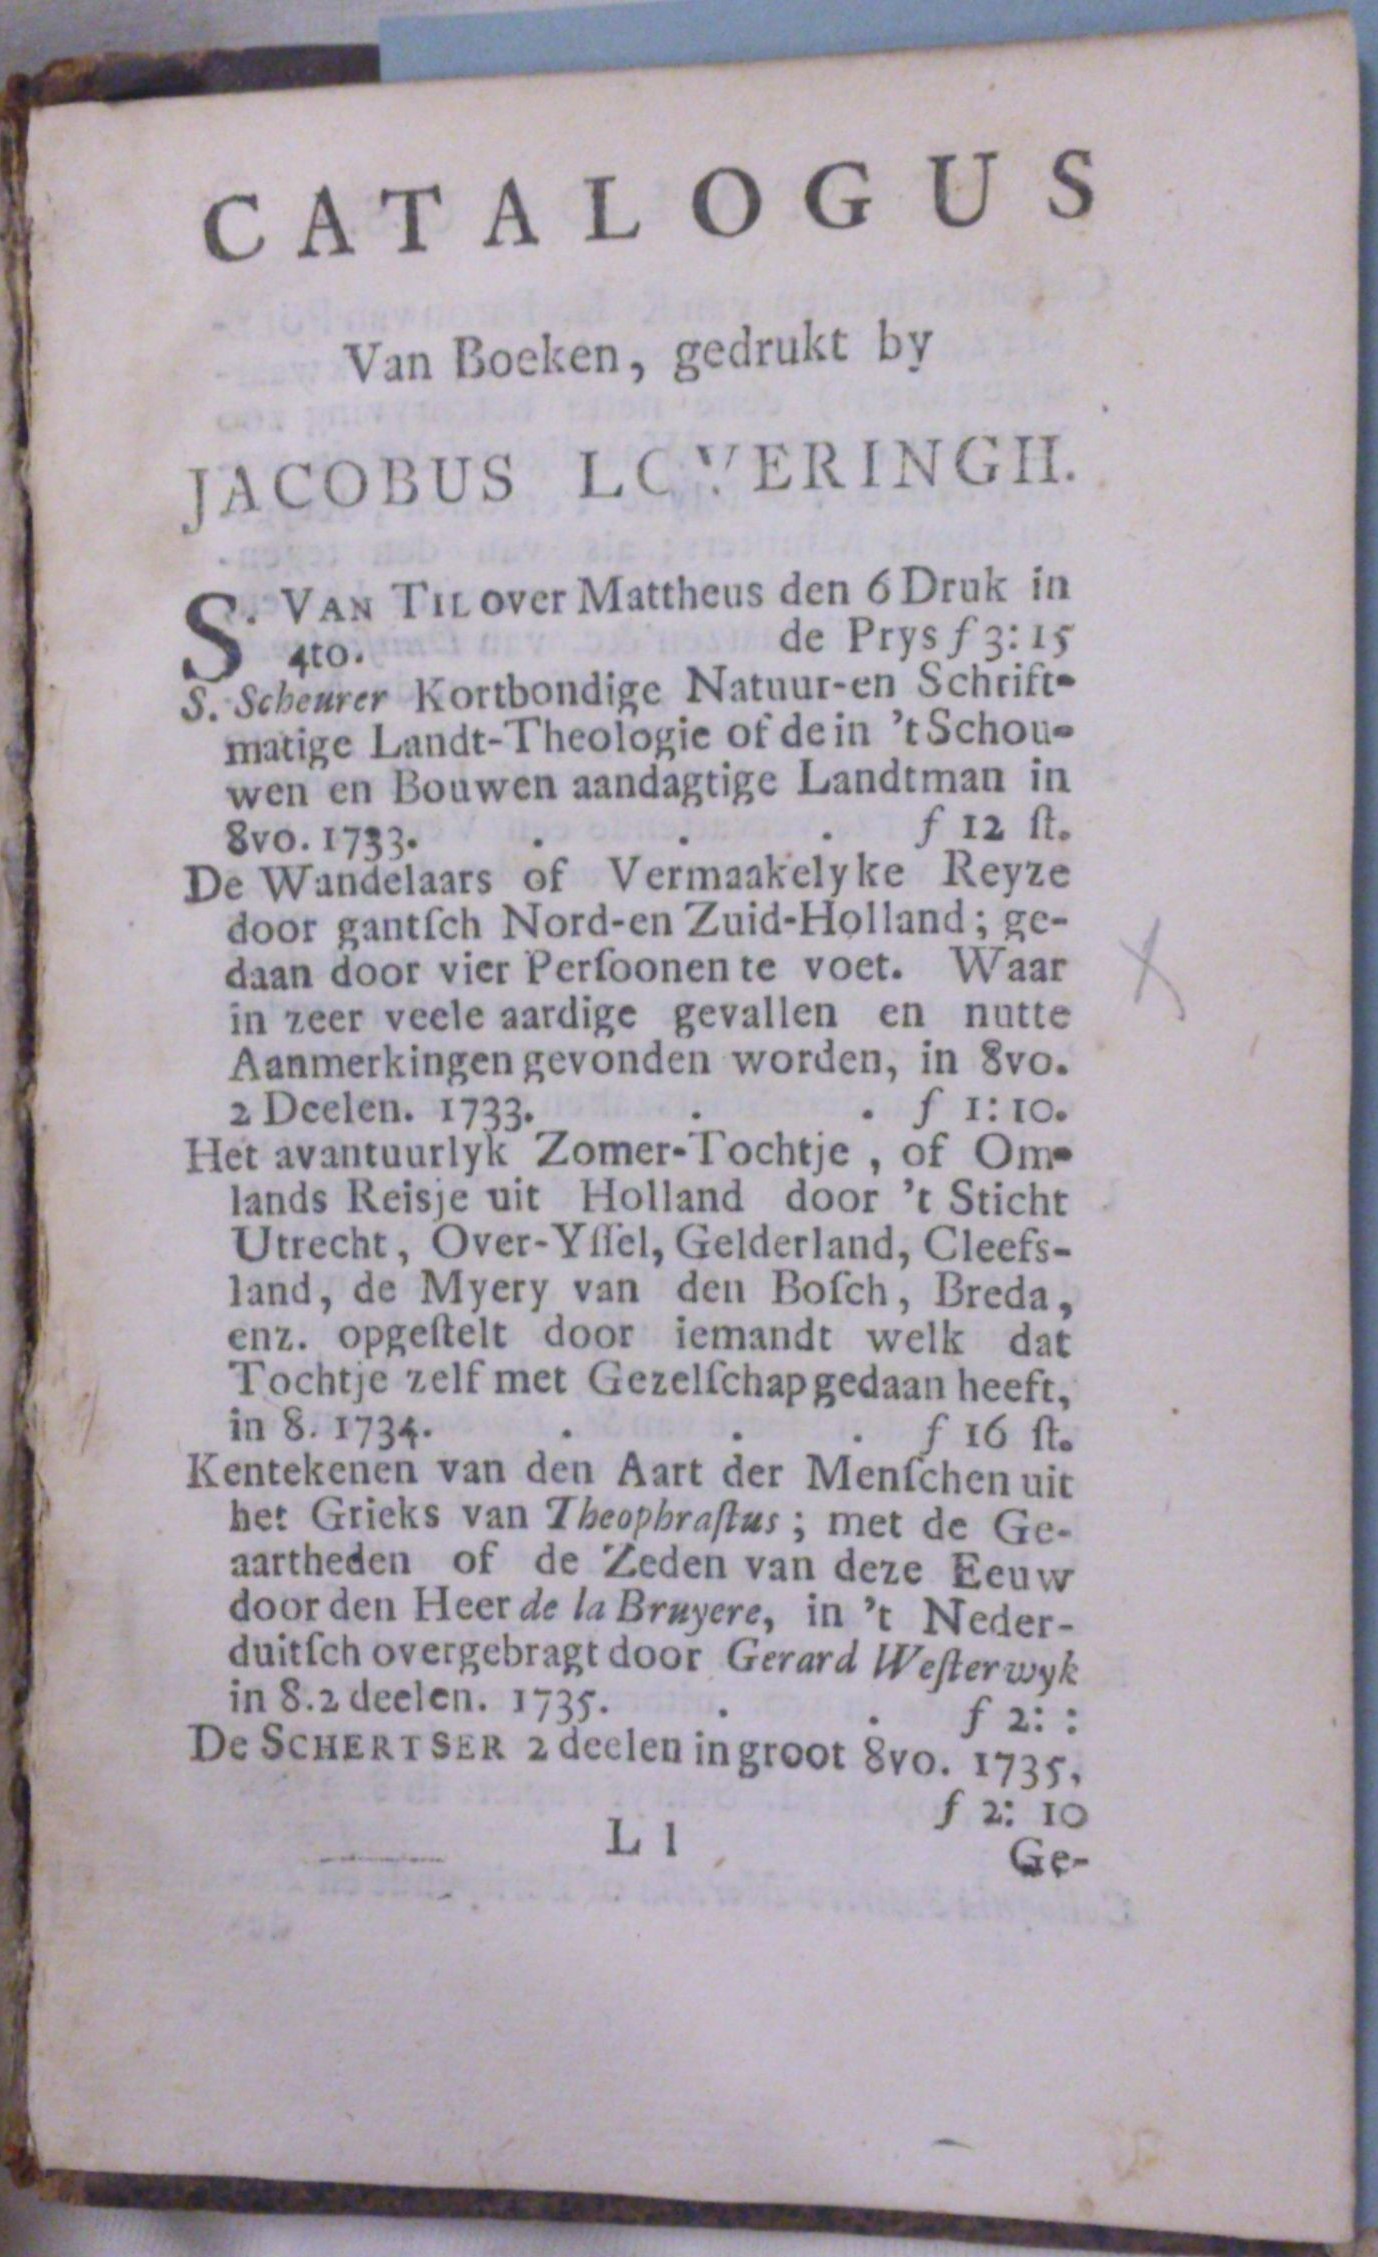 CATALOGUS
Van Boeken, gedrukt by
JACOBUS LOVERINGH.
S. VAN TIL over Mattheus den 6 Druk in
4to. de Prys f 3: 15
S. Scheurer Kortbondige Natuur-en Schrift-
matige Landt-Theologie of de in 't Schou-
wen en Bouwen aandagtige Landtman in
8vo. 1733. . . . f 12 ſt.
De Wandelaars of Vermaakelyke Reyze
door gantſch Nord-en Zuid-Holland; ge-
daan door vier Perſoonen te voet. Waar
in zeer veele aardige gevallen en nutte
Aanmerkingen gevonden worden, in 8vo.
2 Deelen. 1733. . . f 1: 10.
Het avantuurlyk Zomer-Tochtje, of Om-
lands Reisje uit Holland door 't Sticht
Utrecht, Over-Yſſel, Gelderland, Cleefs-
land, de Myery van den Boſch, Breda,
enz. opgeſtelt door iemandt welk dat
Tochtje zelf met Gezelſchap gedaan heeft,
in 8. 1734. . . . f 16 ſt.
Kentekenen van den Aart der Menſchen uit
het Grieks van Theophraſtus; met de Ge-
aartheden of de Zeden van deze Eeuw
door den Heer de la Bruyere, in 't Neder-
duitſch overgebragt door Gerard Weſterwyk
in 8. 2 deelen. 1735. . . f 2: :
De SCHERTSER 2 deelen in groot 8vo. 1735,
f 2: 10
L l
Ge-